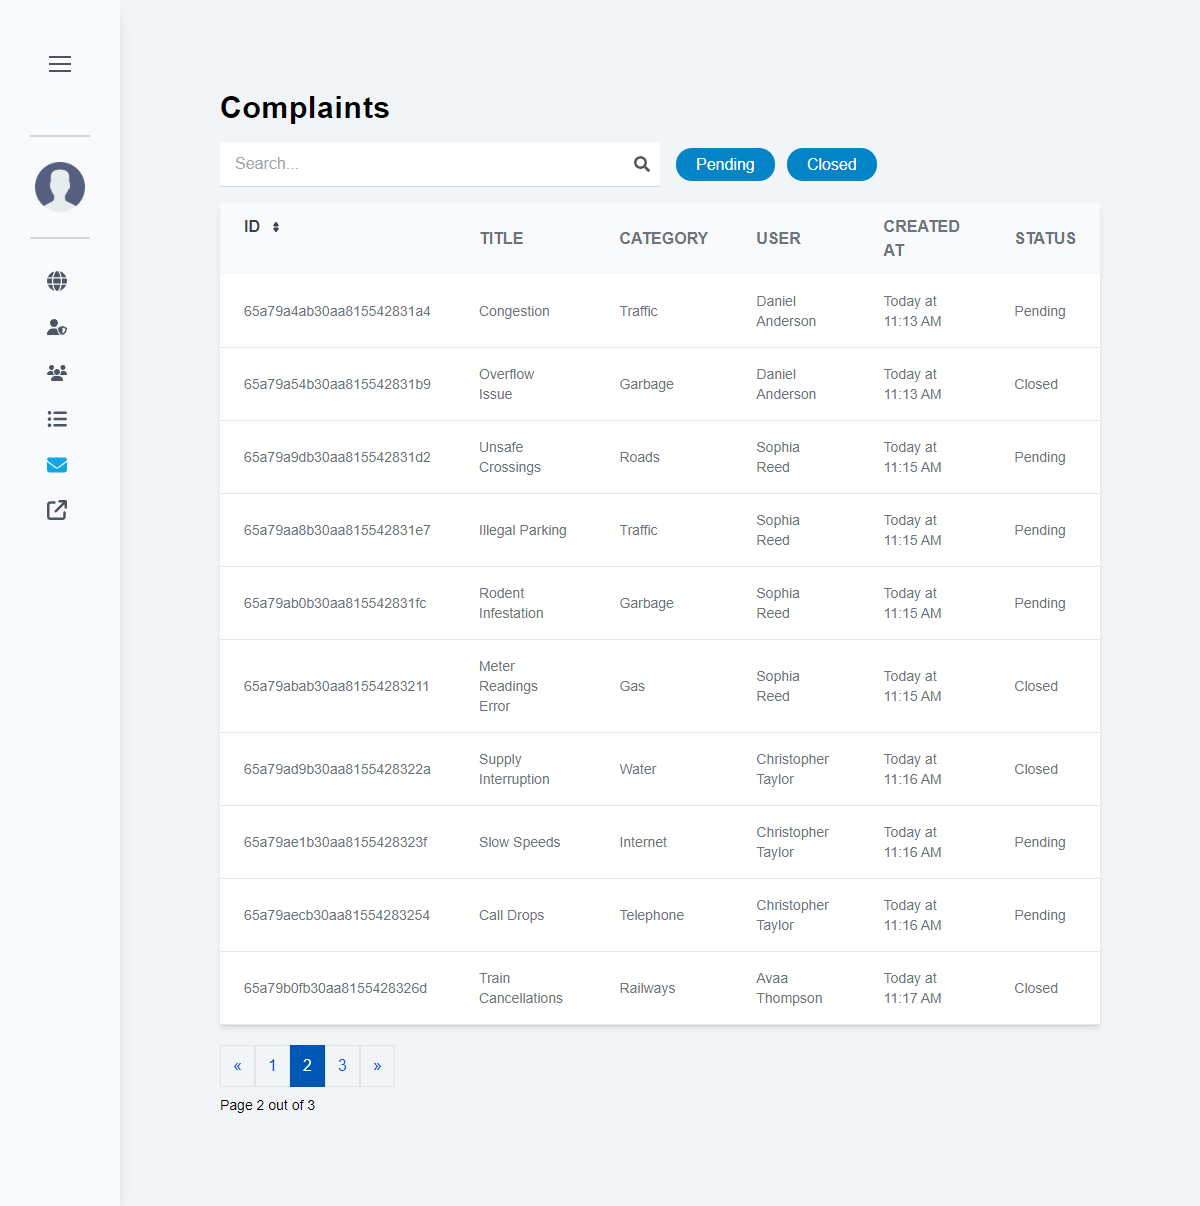 Complaints
Search...
Pending
Closed
ID
TITLE
CATEGORY
USER
CREATED
AT
STATUS
65a79a4ab30aa815542831a4
Congestion
Traffic
Daniel
Anderson
Today at
11:13 AM
Pending
65a79a54b30aa815542831b9
Overflow
Issue
Garbage
Daniel
Anderson
Today at
11:13 AM
Closed
65a79a9db30aa815542831d2
Unsafe
Crossings
Roads
Sophia
Reed
Today at
11:15 AM
Pending
65a79aa8b30aa815542831e7
Illegal Parking
Traffic
Sophia
Reed
Today at
11:15 AM
Pending
65a79ab0b30aa815542831fc
Rodent
Infestation
Garbage
Sophia
Reed
Today at
11:15 AM
Pending
65a79abab30aa81554283211
Meter
Readings
Error
Gas
Sophia
Reed
Today at
11:15 AM
Closed
65a79ad9b30aa8155428322a
Supply
Interruption
Water
Christopher
Taylor
Today at
11:16 AM
Closed
65a79ae1b30aa8155428323f
Slow Speeds
Internet
Christopher
Taylor
Today at
11:16 AM
Pending
65a79aecb30aa81554283254
Call Drops
Telephone
Christopher
Taylor
Today at
11:16 AM
Pending
65a79b0fb30aa8155428326d
Train
Cancellations
Railways
Avaa
Thompson
Today at
11:17 AM
Closed
« 1 2 3 »
Page 2 out of 3